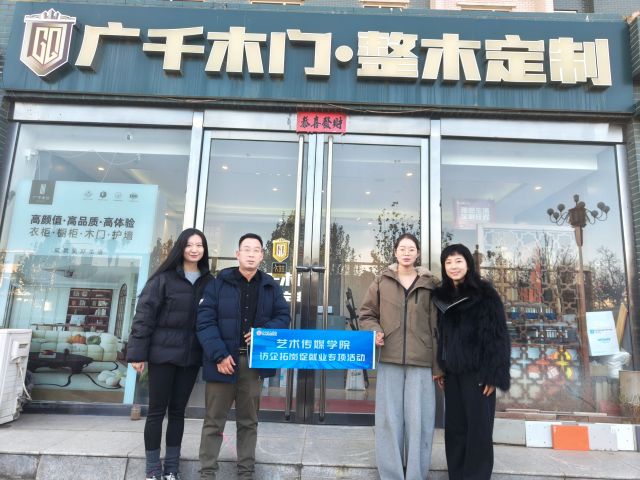 GQ
广千木门·整木定制
恭喜發財
高颜值·高品质·高体验
衣柜·橱柜·木门·护墙
艺术传媒学院
访企拓岗促就业专项活动